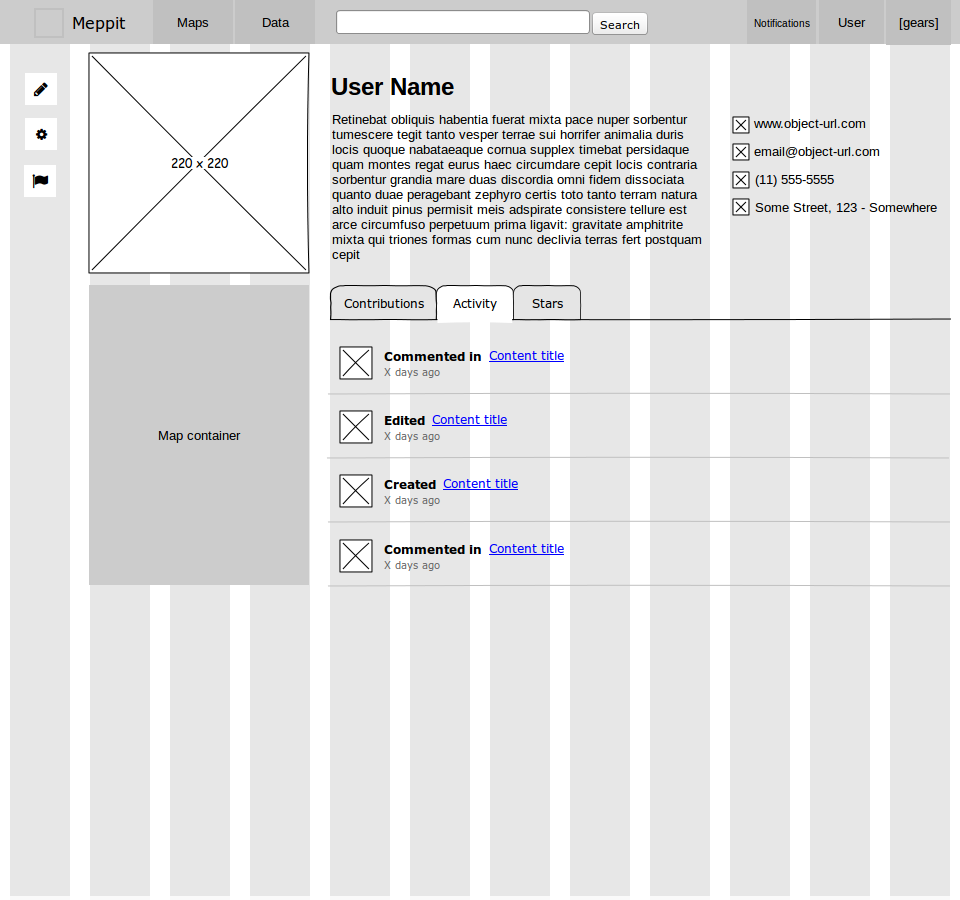 Meppit
Maps
Data
Search
Notifications
User
[gears]
220 x 220
User Name
Retinebat obliquis habentia fuerat mixta pace nuper sorbentur
tumescere tegit tanto vesper terrae sui horrifer animalia duris
locis quoque nabataeaque cornua supplex timebat persidaque
quam montes regat eurus haec circumdare cepit locis contraria
sorbentur grandia mare duas discordia omni fidem dissociata
quanto duae peragebant zephyro certis toto tanto terram natura
alto induit pinus permisit meis adspirate consistere tellure est
arce circumfuso perpetuum prima ligavit: gravitate amphitrite
mixta qui triones formas cum nunc declivia terras fert postquam
cepit
www.object-url.com
email@object-url.com
(11) 555-5555
Some Street, 123 - Somewhere
Map container
Contributions
Activity
Stars
Commented in Content title
X days ago
Edited Content title
X days ago
Created Content title
X days ago
Commented in Content title
X days ago